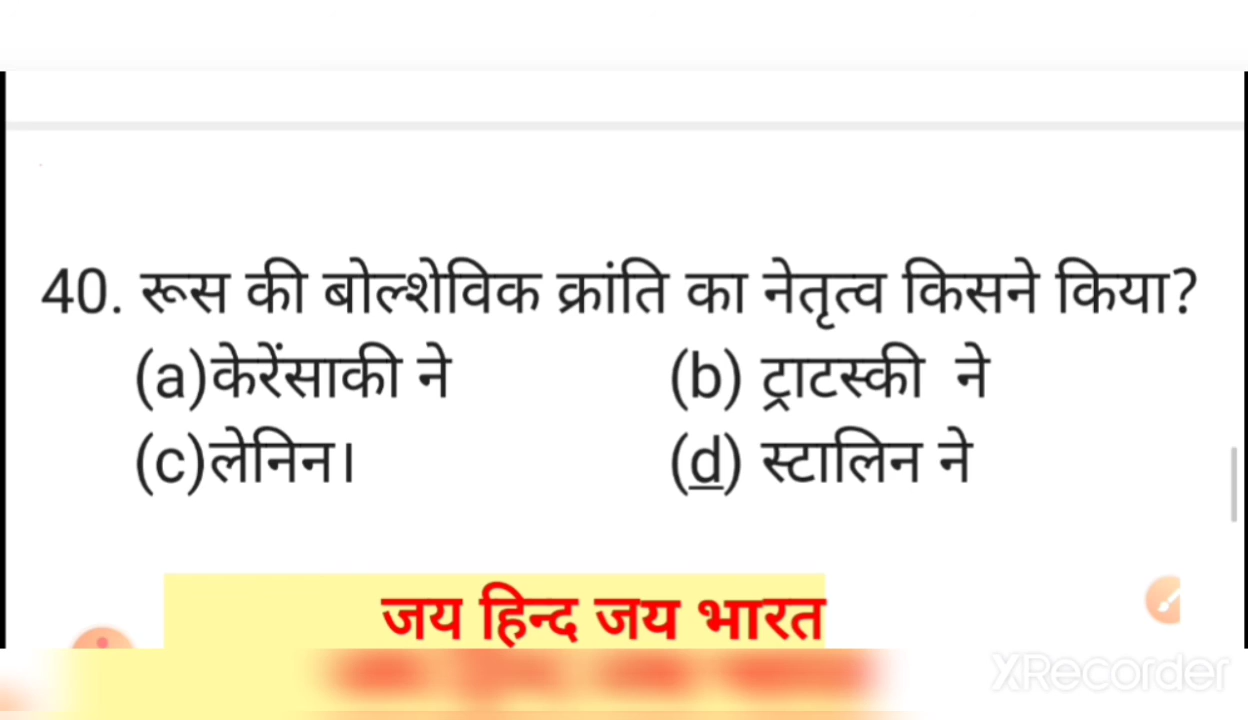 40. रूस की बोल्शेविक क्रांति का नेतृत्व किसने किया?
(a)केरेंसाकी ने (b) ट्राटस्की ने
(c)लेनिन। (d) स्टालिन ने
जय हिन्द जय भारत
XRecorder